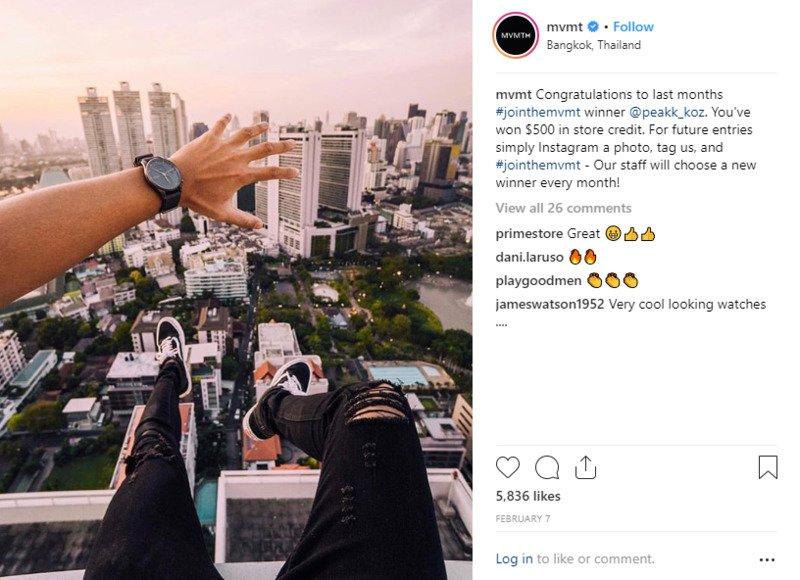 mvmt • Follow
MVMTH
Bangkok, Thailand
mvmt Congratulations to last months
#jointhemvmt winner @peakk_koz. You've
won $500 in store credit. For future entries
simply Instagram a photo, tag us, and
#jointhemvmt - Our staff will choose a new
winner every month!
View all 26 comments
primestore Great 😂👍👍
dani.laruso 🔥🔥
playgoodmen 👏👏👏
jameswatson1952 Very cool looking watches
....
5,836 likes
FEBRUARY 7
Log in to like or comment.